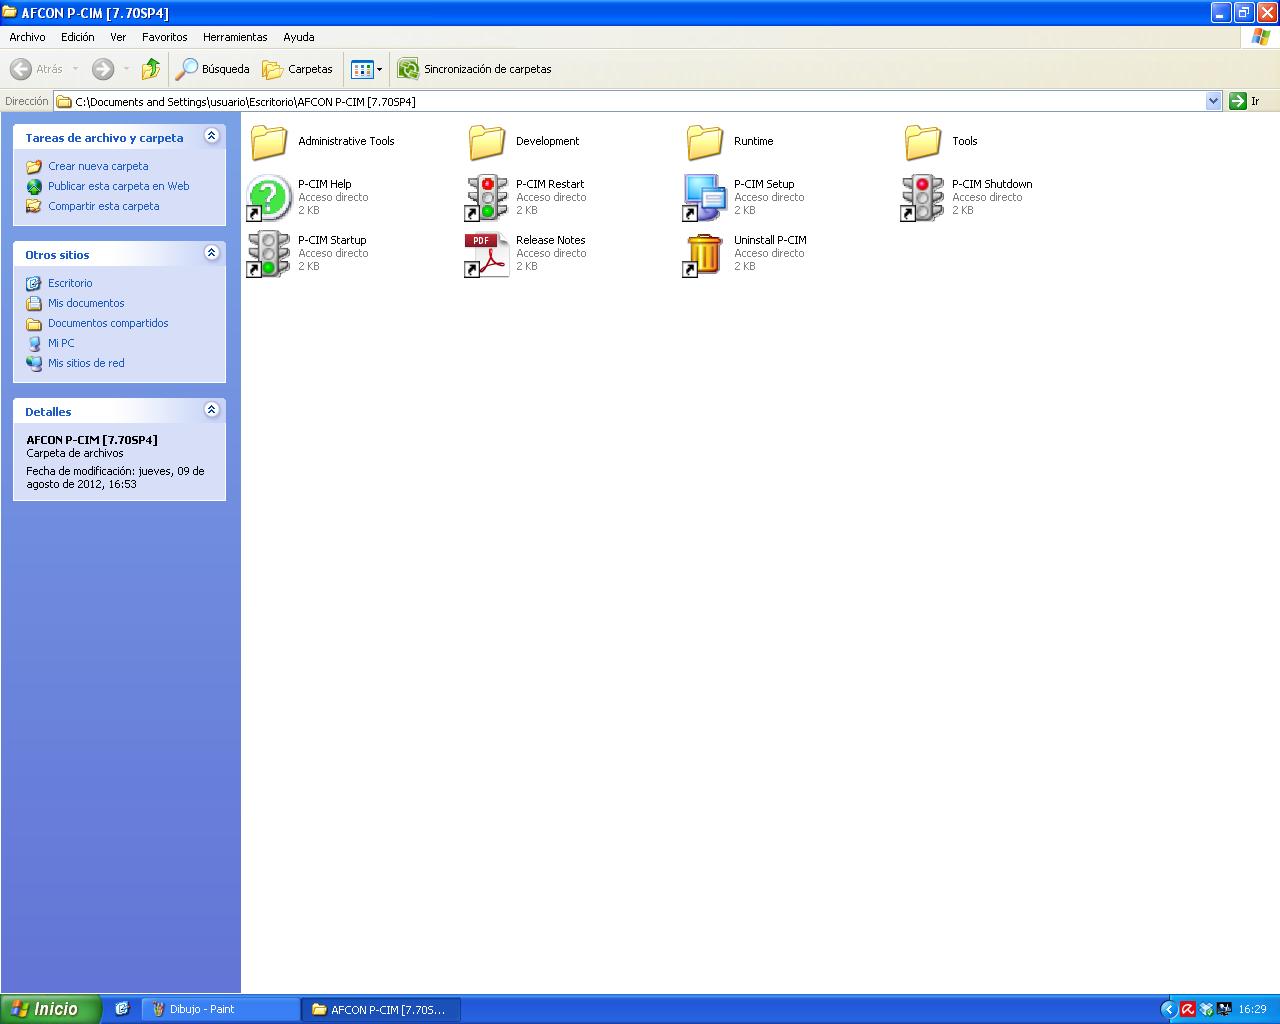 AFCON P-CIM [7.70SP4]
Archivo Edición Ver Favoritos Herramientas Ayuda
Atrás Búsqueda Carpetas Sincronización de carpetas
Dirección C:\Documents and Settings\usuario\Escritorio\AFCON P-CIM [7.70SP4] Ir
Tareas de archivo y carpeta
Crear nueva carpeta
Publicar esta carpeta en Web
Compartir esta carpeta
Otros sitios
Escritorio
Mis documentos
Documentos compartidos
Mi PC
Mis sitios de red
Detalles
AFCON P-CIM [7.70SP4]
Carpeta de archivos
Fecha de modificación: jueves, 09 de
agosto de 2012, 16:53
Administrative Tools
Development
Runtime
Tools
P-CIM Help
Acceso directo
2 KB
P-CIM Restart
Acceso directo
2 KB
P-CIM Setup
Acceso directo
2 KB
P-CIM Shutdown
Acceso directo
2 KB
P-CIM Startup
Acceso directo
2 KB
PDF
Release Notes
Acceso directo
2 KB
Uninstall P-CIM
Acceso directo
2 KB
Inicio Dibujo - Paint AFCON P-CIM [7.70S... 16:29